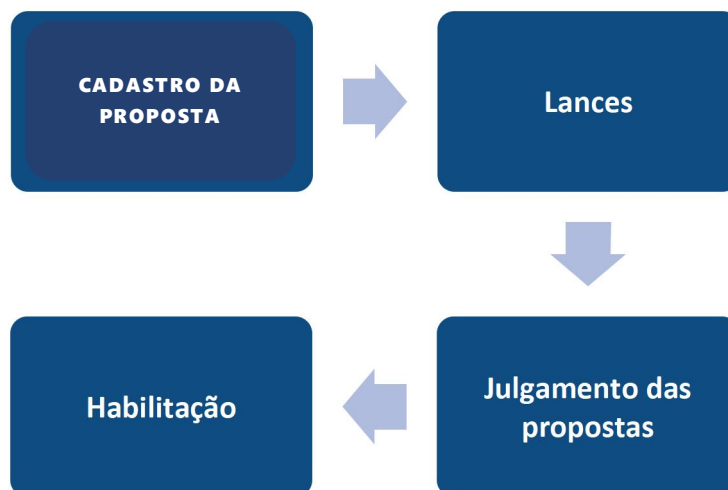 CADASTRO DA
PROPOSTA
Lances
Julgamento das
propostas
Habilitação